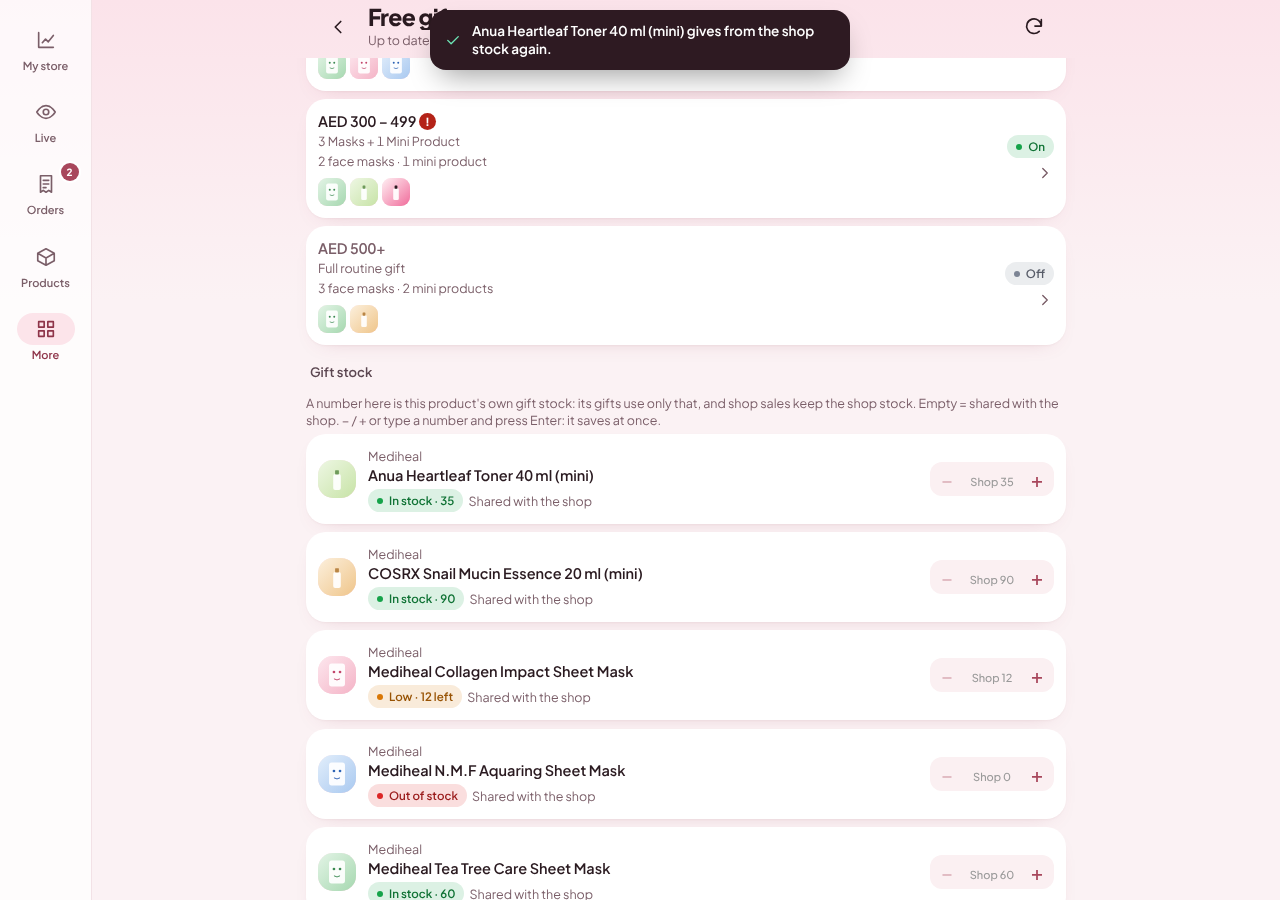 My store
Live
2
Orders
Products
More
Free
Up to date
Anua Heartleaf Toner 40 ml (mini) gives from the shop
stock again.
AED 300 – 499 !
3 Masks + 1 Mini Product
2 face masks · 1 mini product
On
AED 500+
Full routine gift
3 face masks · 2 mini products
Off
Gift stock
A number here is this product's own gift stock: its gifts use only that, and shop sales keep the shop stock. Empty = shared with the
shop. – / + or type a number and press Enter: it saves at once.
Mediheal
Anua Heartleaf Toner 40 ml (mini)
In stock · 35 Shared with the shop
− Shop 35 +
Mediheal
COSRX Snail Mucin Essence 20 ml (mini)
In stock · 90 Shared with the shop
− Shop 90 +
Mediheal
Mediheal Collagen Impact Sheet Mask
Low · 12 left Shared with the shop
− Shop 12 +
Mediheal
Mediheal N.M.F Aquaring Sheet Mask
Out of stock Shared with the shop
− Shop 0 +
Mediheal
Mediheal Tea Tree Care Sheet Mask
In stock · 60 Shared with the shop
− Shop 60 +